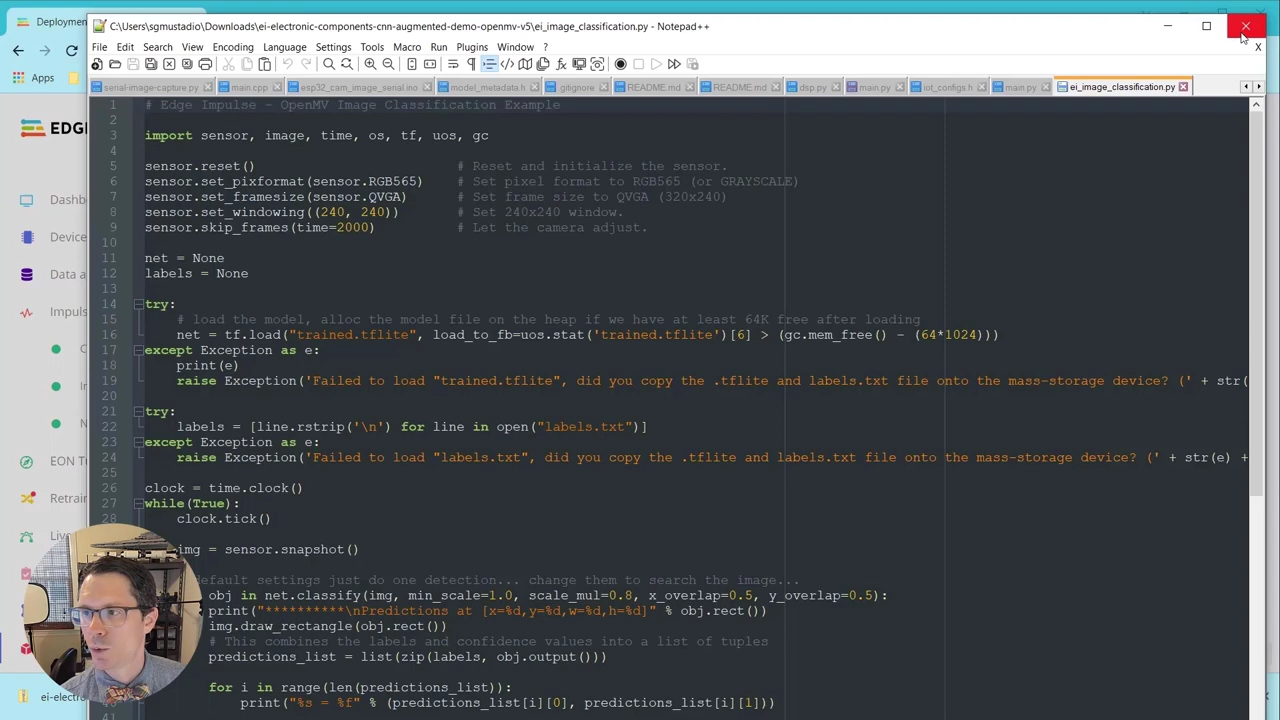 Deployme
C:\Users\sgmustadio\Downloads\ei-electronic-components-cnn-augmented-demo-openmv-v5\ei_image_classification.py - Notepad++
File Edit Search View Encoding Language Settings Tools Macro Run Plugins Window ?
X
Apps
serial-image-capture.py main.cpp esp32_cam_image_serial.ino model_metadata.h .gitignore README.md README.md dsp.py main.py iot_configs.h main.py ei_image_classification.py
EDG
Dashb
Device
Data a
Impuls
C
N
EON Tu
Retrain
Liv
ei-electr
1 # Edge Impulse - OpenMV Image Classification Example
2
3 import sensor, image, time, os, tf, uos, gc
4
5 sensor.reset() # Reset and initialize the sensor.
6 sensor.set_pixformat(sensor.RGB565) # Set pixel format to RGB565 (or GRAYSCALE)
7 sensor.set_framesize(sensor.QVGA) # Set frame size to QVGA (320x240)
8 sensor.set_windowing((240, 240)) # Set 240x240 window.
9 sensor.skip_frames(time=2000) # Let the camera adjust.
10
11 net = None
12 labels = None
13
14 try:
15 # load the model, alloc the model file on the heap if we have at least 64K free after loading
16 net = tf.load("trained.tflite", load_to_fb=uos.stat('trained.tflite')[6] > (gc.mem_free() - (64*1024)))
17 except Exception as e:
18 print(e)
19 raise Exception('Failed to load "trained.tflite", did you copy the .tflite and labels.txt file onto the mass-storage device? (' + str(
20
21 try:
22 labels = [line.rstrip('\n') for line in open("labels.txt")]
23 except Exception as e:
24 raise Exception('Failed to load "labels.txt", did you copy the .tflite and labels.txt file onto the mass-storage device? (' + str(e) +
25
26 clock = time.clock()
27 while(True):
28 clock.tick()
img = sensor.snapshot()
default settings just do one detection... change them to search the image...
obj in net.classify(img, min_scale=1.0, scale_mul=0.8, x_overlap=0.5, y_overlap=0.5):
print("**********\nPredictions at [x=%d,y=%d,w=%d,h=%d]" % obj.rect())
img.draw_rectangle(obj.rect())
# This combines the labels and confidence values into a list of tuples
predictions_list = list(zip(labels, obj.output()))
for i in range(len(predictions_list)):
print("%s = %f" % (predictions_list[i][0], predictions_list[i][1]))
41